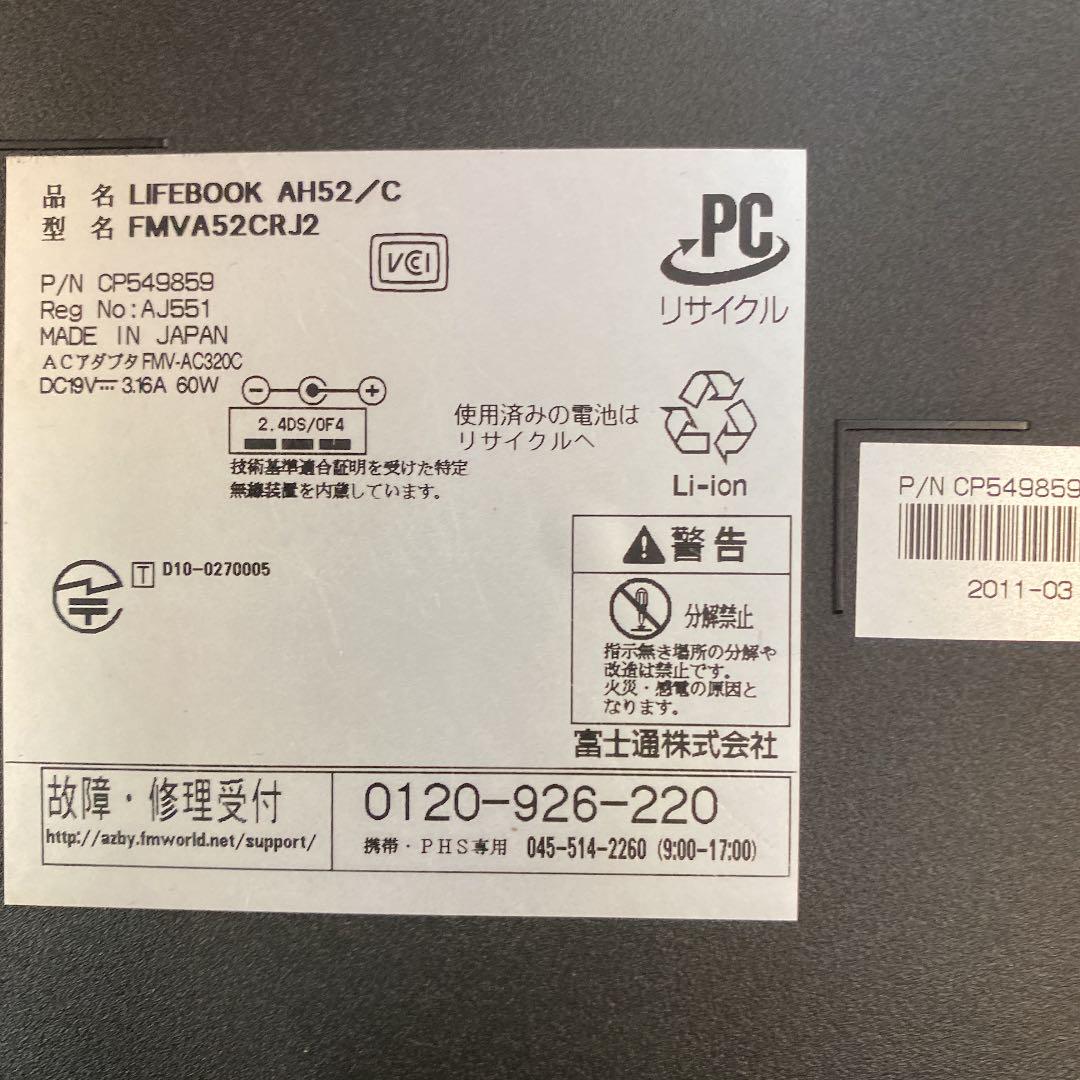 品 名 LIFEBOOK AH52/C
型 名 FMVA52CRJ2
VCI
P/N CP549859
Reg No:AJ551
MADE IN JAPAN
ACアダプタ FMV-AC320C
DC19V⎓ 3.16A 60W
2.4DS/OF4
技術基準適合証明を受けた特定
無線装置を内蔵しています。
T D10-0270005
PC
リサイクル
使用済みの電池は
リサイクルへ
Li-ion
警告
分解禁止
指示無き場所の分解や
改造は禁止です。
火災・感電の原因と
なります。
富士通株式会社
故障・修理受付
http://azby.fmworld.net/support/
0120-926-220
携帯・PHS専用 045-514-2260 (9:00-17:00)
P/N CP549859
2011-03